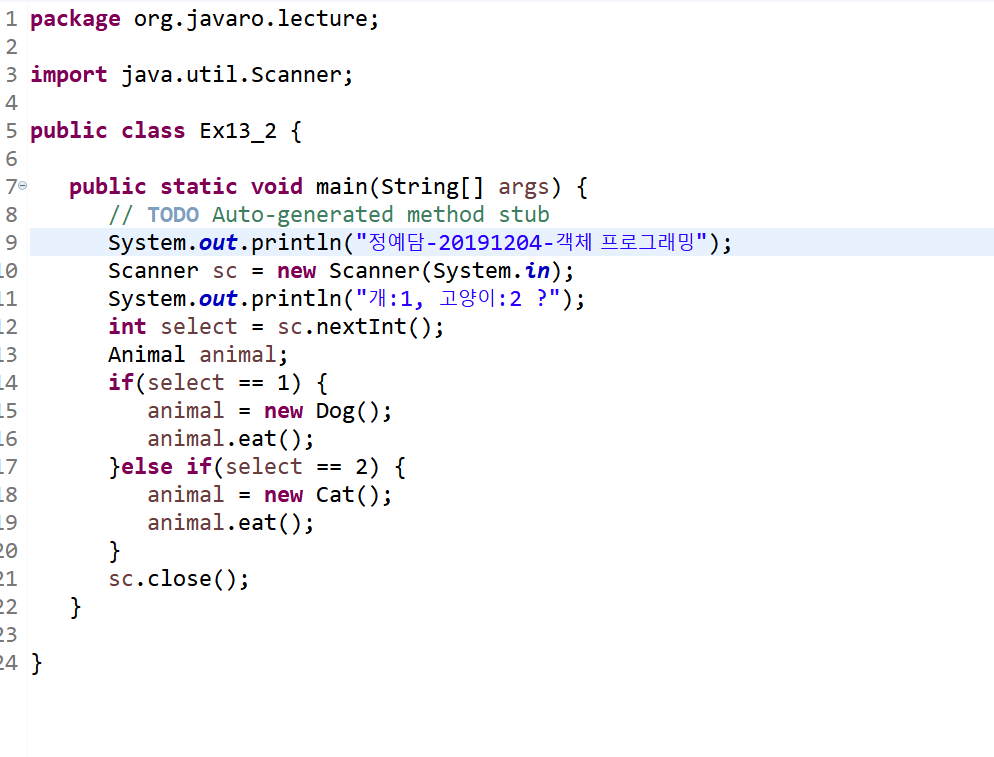 1 package org.javaro.lecture;
2
3 import java.util.Scanner;
4
5 public class Ex13_2 {
6
7 public static void main(String[] args) {
8 // TODO Auto-generated method stub
9 System.out.println("정예담-20191204-객체 프로그래밍");
10 Scanner sc = new Scanner(System.in);
11 System.out.println("개:1, 고양이:2 ?");
12 int select = sc.nextInt();
13 Animal animal;
14 if(select == 1) {
15 animal = new Dog();
16 animal.eat();
17 }else if(select == 2) {
18 animal = new Cat();
19 animal.eat();
20 }
21 sc.close();
22 }
23
24 }